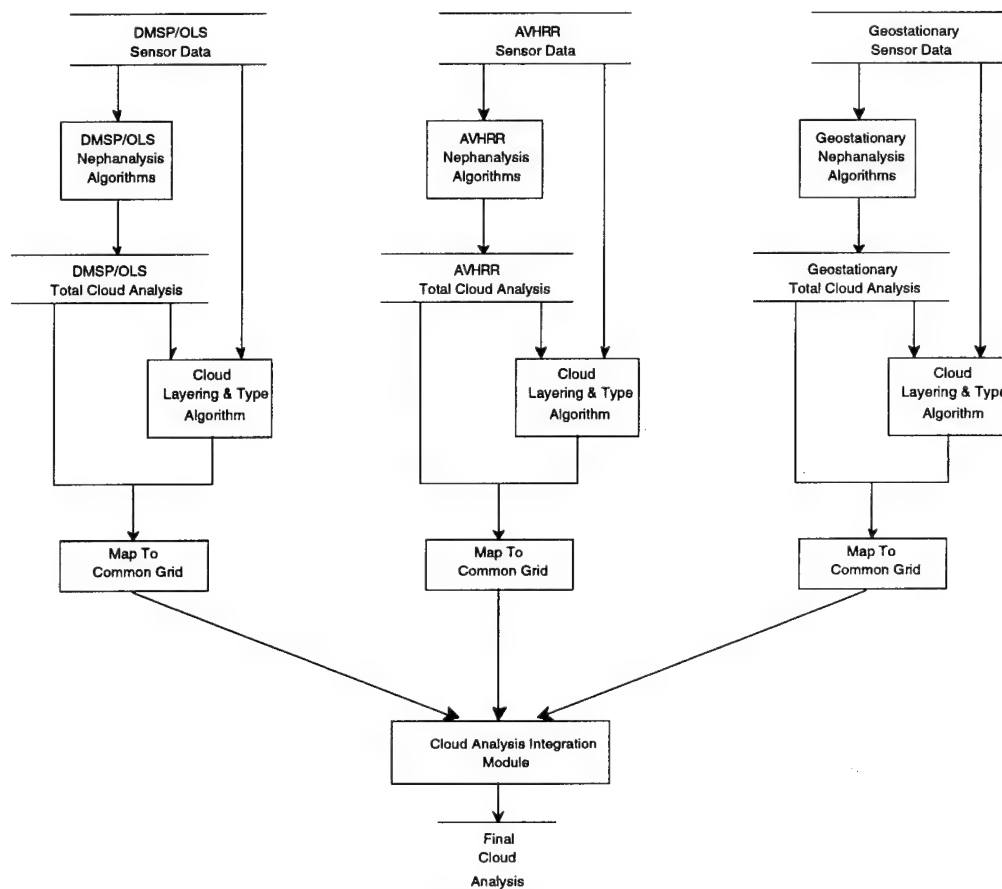 DMSP/OLS
Sensor Data
AVHRR
Sensor Data
Geostationary
Sensor Data
DMSP/OLS
Nephanalysis
Algorithms
AVHRR
Nephanalysis
Algorithms
Geostationary
Nephanalysis
Algorithms
DMSP/OLS
Total Cloud Analysis
AVHRR
Total Cloud Analysis
Geostationary
Total Cloud Analysis
Cloud
Layering & Type
Algorithm
Cloud
Layering & Type
Algorithm
Cloud
Layering & Type
Algorithm
Map To
Common Grid
Map To
Common Grid
Map To
Common Grid
Cloud Analysis Integration
Module
Final
Cloud
Analysis